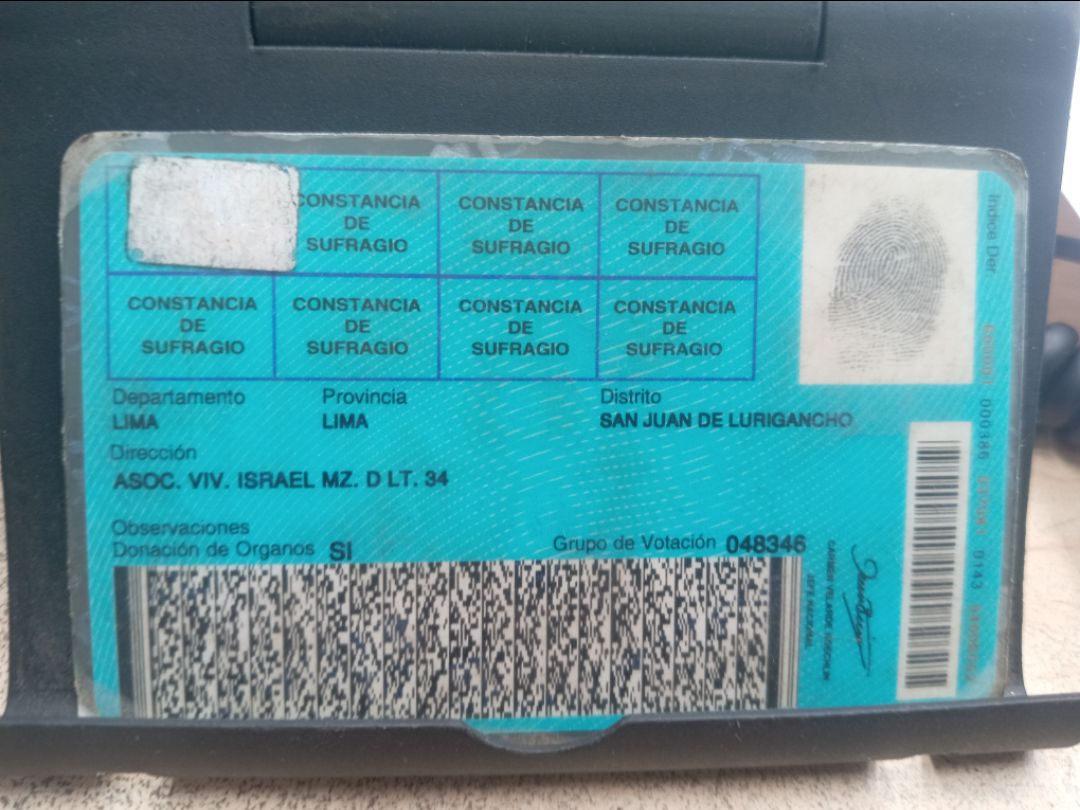 CONSTANCIA
DE
SUFRAGIO
CONSTANCIA
DE
SUFRAGIO
CONSTANCIA
DE
SUFRAGIO
CONSTANCIA
DE
SUFRAGIO
CONSTANCIA
DE
SUFRAGIO
CONSTANCIA
DE
SUFRAGIO
CONSTANCIA
DE
SUFRAGIO
Indice Der.
Departamento Provincia Distrito
LIMA LIMA SAN JUAN DE LURIGANCHO
Dirección
ASOC. VIV. ISRAEL MZ. D LT. 34
Observaciones
Donación de Organos SI Grupo de Votación 048346
JEFE NACIONAL